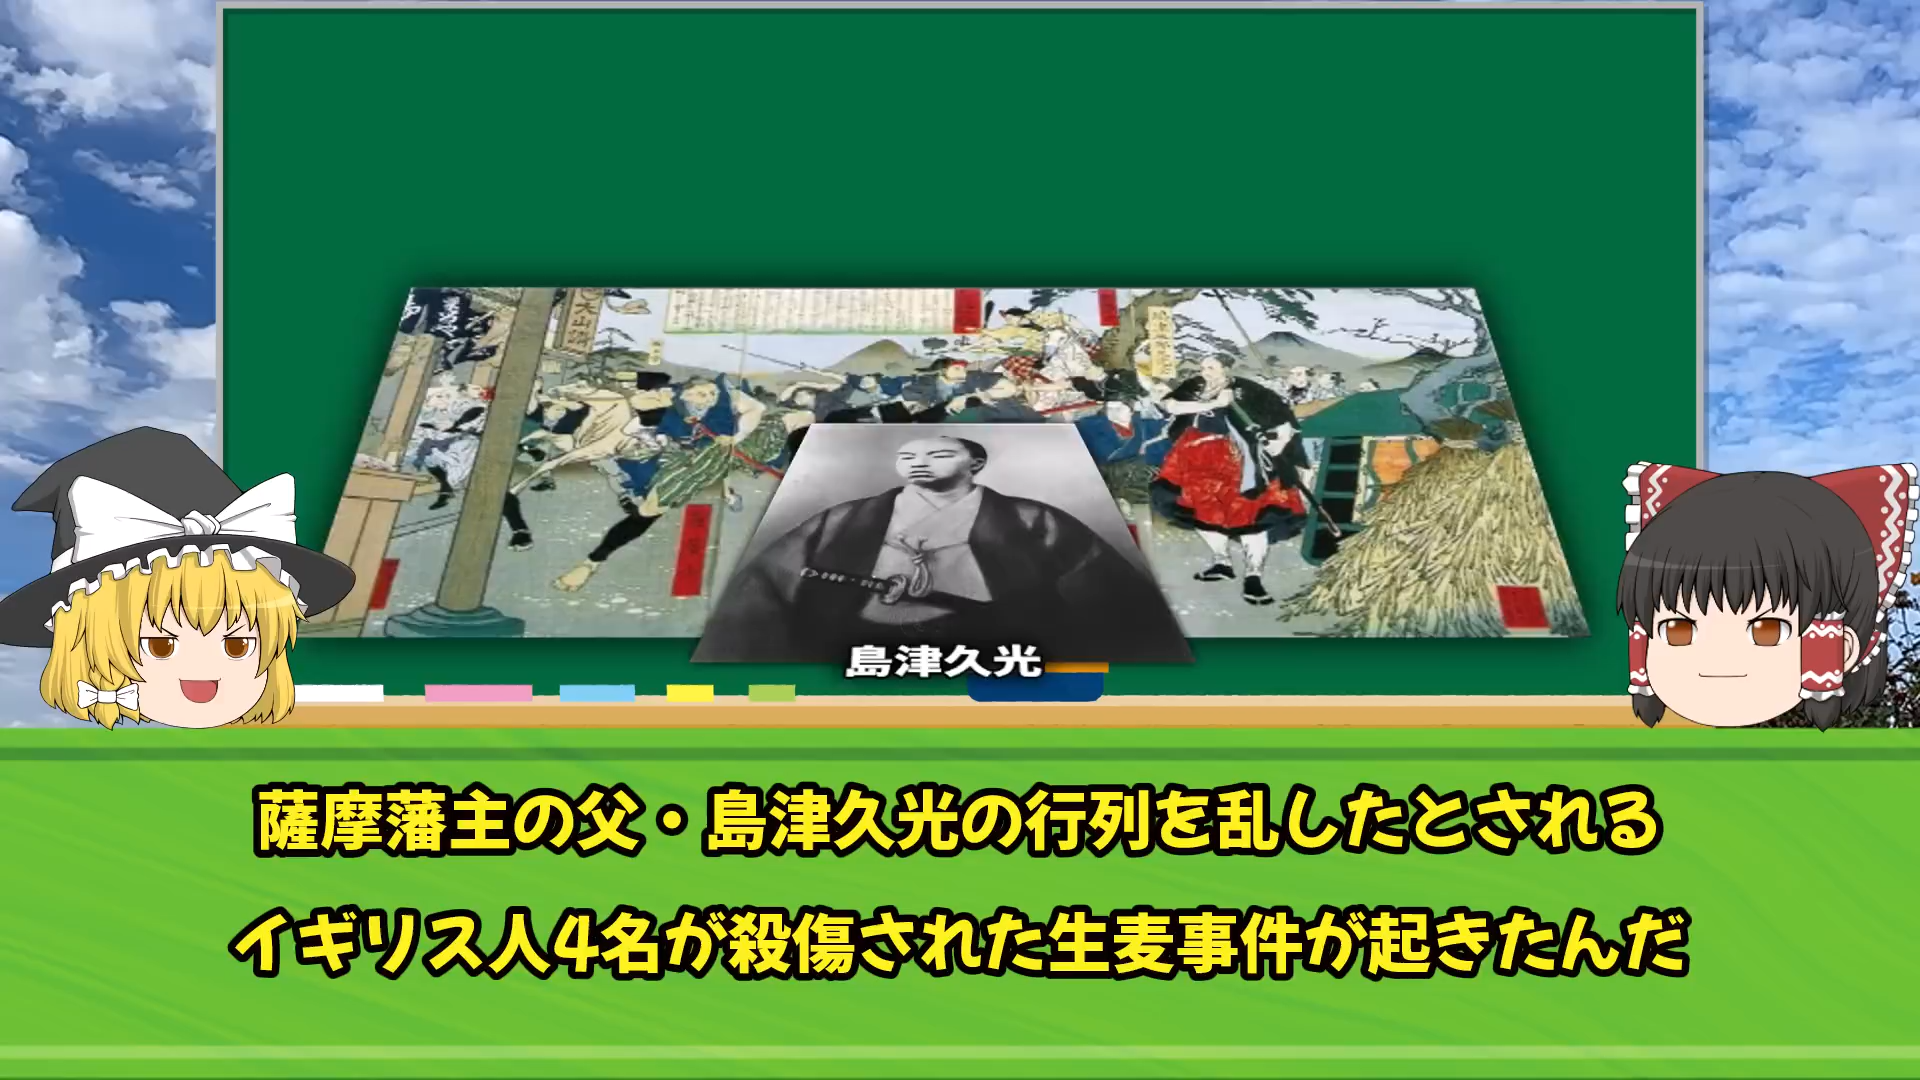 島津久光
薩摩藩主の父・島津久光の行列を乱したとされる
イギリス人4名が殺傷された生麦事件が起きたんだ